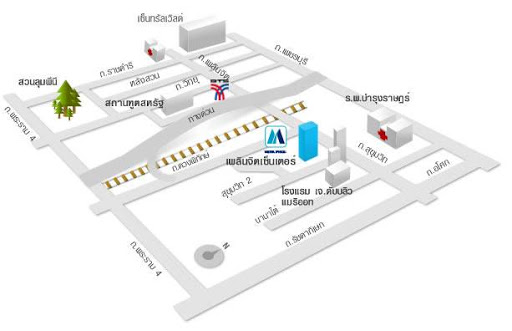 เซ็นทรัลเวิลด์
ถ.เพชรบุรี
ถ.เพลินจิต
ถ.ราชดำริ
หลังสวน
ถ.วิทยุ
BTS
สวนลุมพินี
สถานทูตสหรัฐ
ทางด่วน
ร.พ.บำรุงราษฎร์
ถ.พระราม 4
ถ.ดวงพิทักษ์
เพลินจิตเซ็นเตอร์
ถ.สุขุมวิท
ถ.อโศก
สุขุมวิท 2
โรงแรม เจ.ดับบลิว
แมริออท
นานาใต้
ถ.รัชดาภิเษก
N
ถ.พระราม 4